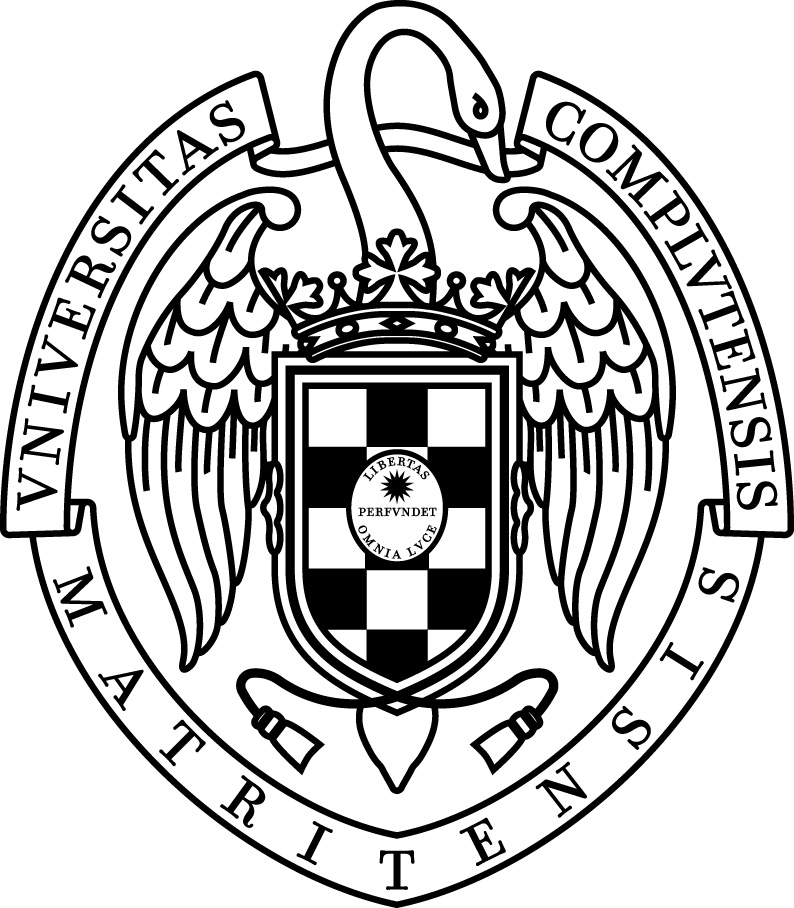 VNIVERSITAS
COMPLVTENSIS
MATRITENSIS
LIBERTAS
PERFVNDET
OMNIA LVCE